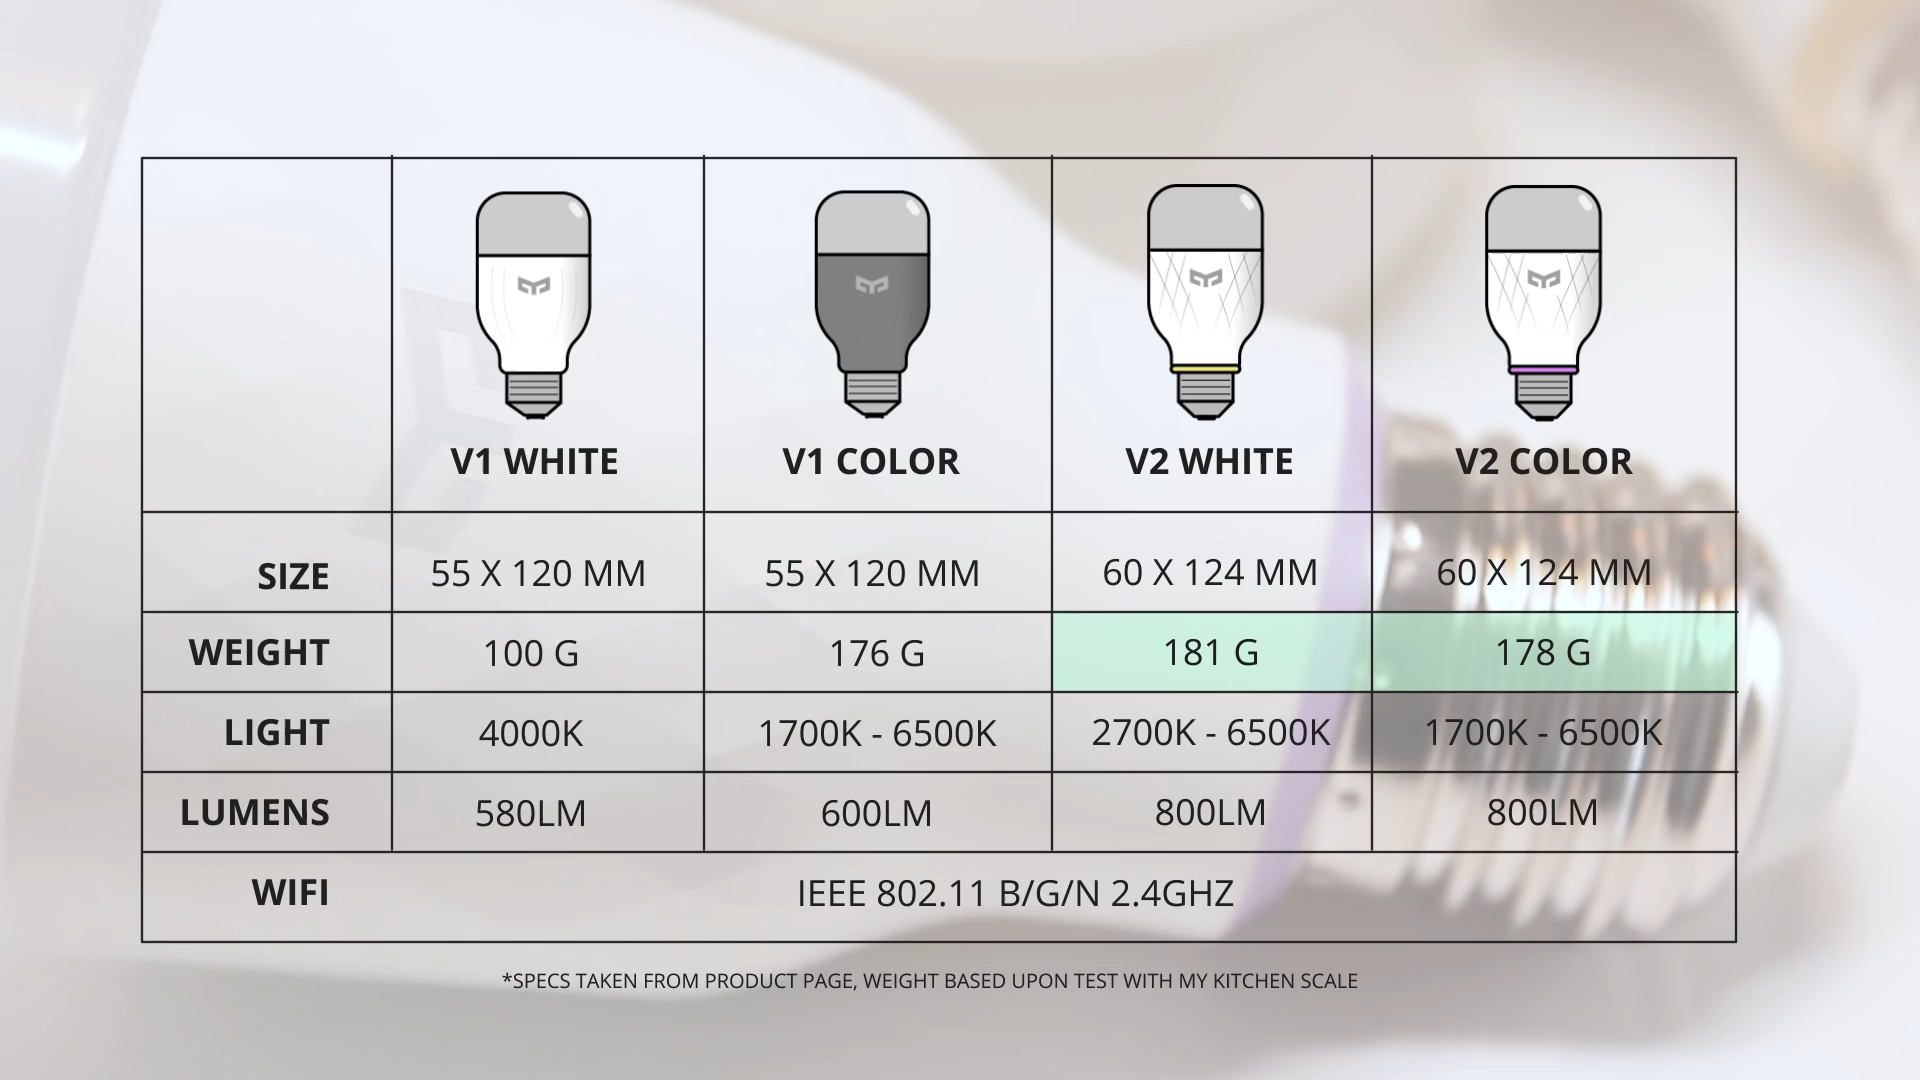 V1 WHITE V1 COLOR V2 WHITE V2 COLOR
SIZE 55 X 120 MM 55 X 120 MM 60 X 124 MM 60 X 124 MM
WEIGHT 100 G 176 G 181 G 178 G
LIGHT 4000K 1700K - 6500K 2700K - 6500K 1700K - 6500K
LUMENS 580LM 600LM 800LM 800LM
WIFI IEEE 802.11 B/G/N 2.4GHZ
*SPECS TAKEN FROM PRODUCT PAGE, WEIGHT BASED UPON TEST WITH MY KITCHEN SCALE